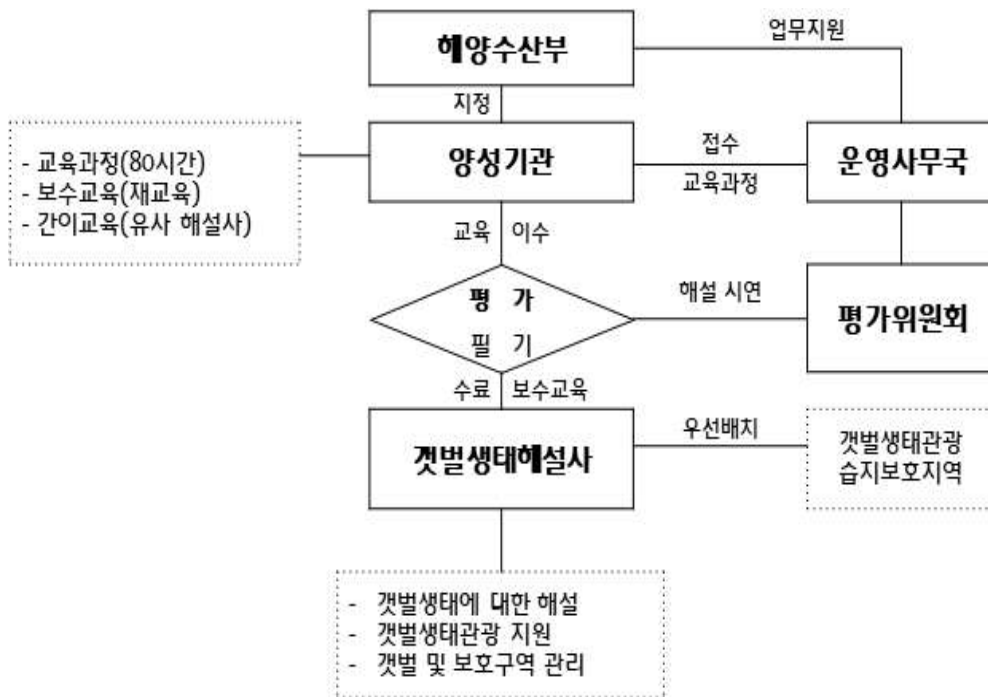 해양수산부
업무지원
지정
- 교육과정(80시간)
- 보수교육(재교육)
- 간이교육(유사 해설사)
양성기관
접수
교육과정
운영사무국
교육 이수
평 가
필 기
해설 시연
평가위원회
수료 보수교육
갯벌생태해설사
우선배치
갯벌생태관광
습지보호지역
- 갯벌생태에 대한 해설
- 갯벌생태관광 지원
- 갯벌 및 보호구역 관리